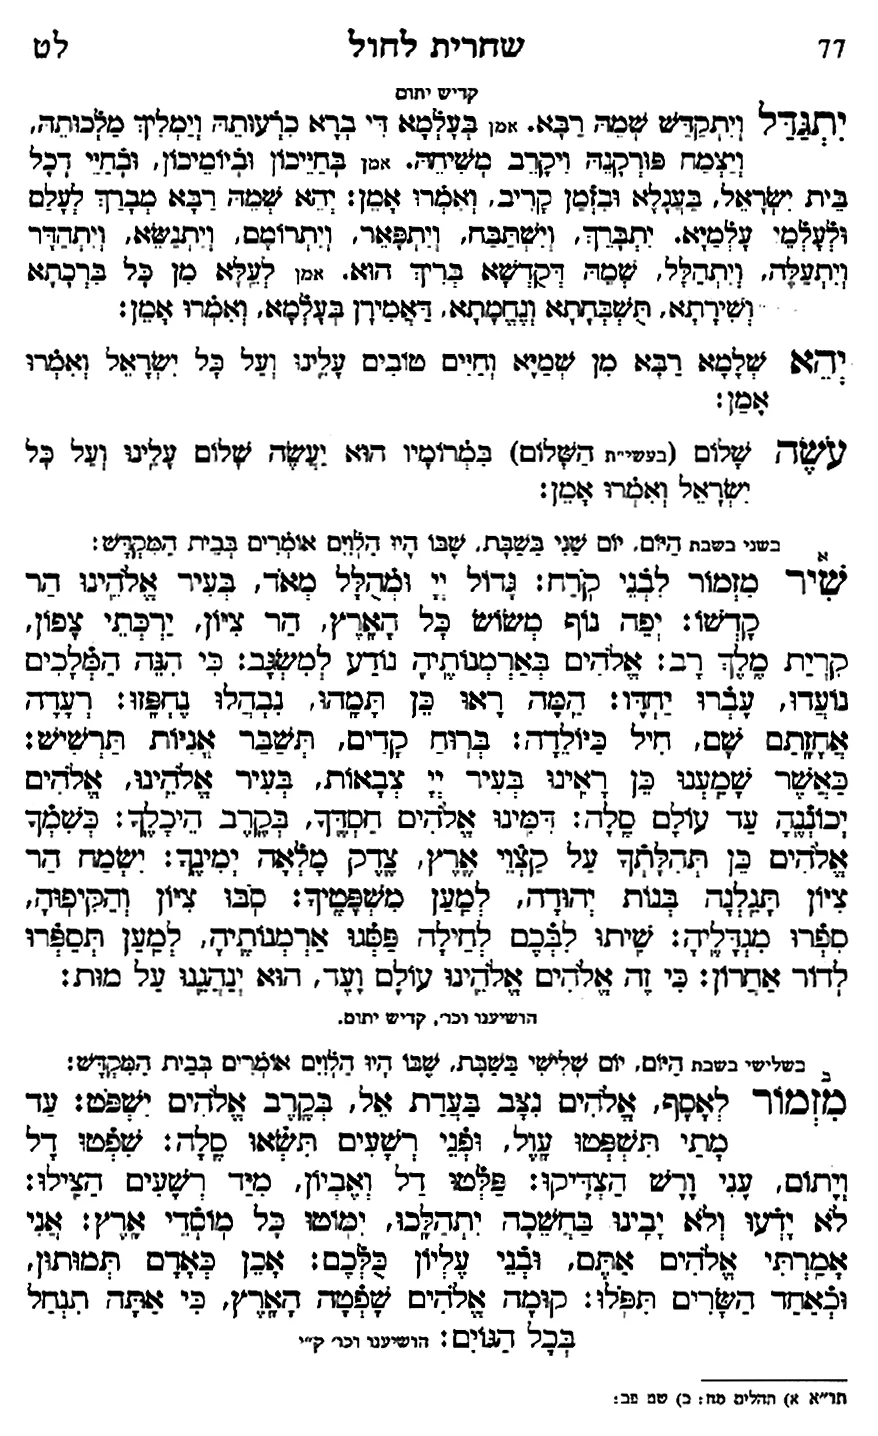 77 שחרית לחול לט
קדיש יתום
יִתְגַּדַּל וְיִתְקַדַּשׁ שְׁמֵהּ רַבָּא. אמן בְּעָלְמָא דִּי בְרָא כִרְעוּתֵהּ וְיַמְלִיךְ מַלְכוּתֵהּ,
וְיַצְמַח פּוּרְקָנֵהּ וִיקָרֵב מְשִׁיחֵהּ. אמן בְּחַיֵּיכוֹן וּבְיוֹמֵיכוֹן, וּבְחַיֵּי דְכָל
בֵּית יִשְׂרָאֵל, בַּעֲגָלָא וּבִזְמַן קָרִיב, וְאִמְרוּ אָמֵן: יְהֵא שְׁמֵהּ רַבָּא מְבָרַךְ לְעָלַם
וּלְעָלְמֵי עָלְמַיָּא. יִתְבָּרֵךְ, וְיִשְׁתַּבַּח, וְיִתְפָּאֵר, וְיִתְרוֹמָם, וְיִתְנַשֵּׂא, וְיִתְהַדָּר
וְיִתְעַלֶּה, וְיִתְהַלָּל, שְׁמֵהּ דְּקֻדְשָׁא בְּרִיךְ הוּא. אמן לְעֵלָּא מִן כָּל בִּרְכָתָא
וְשִׁירָתָא, תֻּשְׁבְּחָתָא וְנֶחֱמָתָא, דַּאֲמִירָן בְּעָלְמָא, וְאִמְרוּ אָמֵן:
יְהֵא שְׁלָמָא רַבָּא מִן שְׁמַיָּא וְחַיִּים טוֹבִים עָלֵינוּ וְעַל כָּל יִשְׂרָאֵל וְאִמְרוּ
אָמֵן:
עֹשֶׂה שָׁלוֹם (בעשי״ת הַשָּׁלוֹם) בִּמְרוֹמָיו הוּא יַעֲשֶׂה שָׁלוֹם עָלֵינוּ וְעַל כָּל
יִשְׂרָאֵל וְאִמְרוּ אָמֵן:
בשני בשבת הַיּוֹם, יוֹם שֵׁנִי בַּשַּׁבָּת, שֶׁבּוֹ הָיוּ הַלְוִיִּם אוֹמְרִים בְּבֵית הַמִּקְדָּשׁ:
שִׁיר א מִזְמוֹר לִבְנֵי קֹרַח: גָּדוֹל יְיָ וּמְהֻלָּל מְאֹד, בְּעִיר אֱלֹהֵינוּ הַר
קָדְשׁוֹ: יְפֵה נוֹף מְשׂוֹשׂ כָּל הָאָרֶץ, הַר צִיּוֹן, יַרְכְּתֵי צָפוֹן,
קִרְיַת מֶלֶךְ רָב: אֱלֹהִים בְּאַרְמְנוֹתֶיהָ נוֹדַע לְמִשְׂגָּב: כִּי הִנֵּה הַמְּלָכִים
נוֹעֲדוּ, עָבְרוּ יַחְדָּו: הֵמָּה רָאוּ כֵּן תָּמָהוּ, נִבְהֲלוּ נֶחְפָּזוּ: רְעָדָה
אֲחָזָתַם שָׁם, חִיל כַּיּוֹלֵדָה: בְּרוּחַ קָדִים, תְּשַׁבֵּר אֳנִיּוֹת תַּרְשִׁישׁ:
כַּאֲשֶׁר שָׁמַעְנוּ כֵּן רָאִינוּ בְּעִיר יְיָ צְבָאוֹת, בְּעִיר אֱלֹהֵינוּ, אֱלֹהִים
יְכוֹנְנֶהָ עַד עוֹלָם סֶלָה: דִּמִּינוּ אֱלֹהִים חַסְדֶּךָ, בְּקֶרֶב הֵיכָלֶךָ: כְּשִׁמְךָ
אֱלֹהִים כֵּן תְּהִלָּתְךָ עַל קַצְוֵי אֶרֶץ, צֶדֶק מָלְאָה יְמִינֶךָ: יִשְׂמַח הַר
צִיּוֹן תָּגֵלְנָה בְּנוֹת יְהוּדָה, לְמַעַן מִשְׁפָּטֶיךָ: סֹבּוּ צִיּוֹן וְהַקִּיפוּהָ,
סִפְרוּ מִגְדָּלֶיהָ: שִׁיתוּ לִבְּכֶם לְחֵילָהּ פַּסְּגוּ אַרְמְנוֹתֶיהָ, לְמַעַן תְּסַפְּרוּ
לְדוֹר אַחֲרוֹן: כִּי זֶה אֱלֹהִים אֱלֹהֵינוּ עוֹלָם וָעֶד, הוּא יְנַהֲגֵנוּ עַל מוּת:
הושיענו וכר, קדיש יתום.
בשלישי בשבת הַיּוֹם, יוֹם שְׁלִישִׁי בַּשַּׁבָּת, שֶׁבּוֹ הָיוּ הַלְוִיִּם אוֹמְרִים בְּבֵית הַמִּקְדָּשׁ:
מִזְמוֹר ב לְאָסָף, אֱלֹהִים נִצָּב בַּעֲדַת אֵל, בְּקֶרֶב אֱלֹהִים יִשְׁפֹּט: עַד
מָתַי תִּשְׁפְּטוּ עָוֶל, וּפְנֵי רְשָׁעִים תִּשְׂאוּ סֶלָה: שִׁפְטוּ דָל
וְיָתוֹם, עָנִי וָרָשׁ הַצְדִּיקוּ: פַּלְּטוּ דַל וְאֶבְיוֹן, מִיַּד רְשָׁעִים הַצִּילוּ:
לֹא יָדְעוּ וְלֹא יָבִינוּ בַּחֲשֵׁכָה יִתְהַלָּכוּ, יִמּוֹטוּ כָּל מוֹסְדֵי אָרֶץ: אֲנִי
אָמַרְתִּי אֱלֹהִים אַתֶּם, וּבְנֵי עֶלְיוֹן כֻּלְּכֶם: אָכֵן כְּאָדָם תְּמוּתוּן,
וּכְאַחַד הַשָּׂרִים תִּפֹּלוּ: קוּמָה אֱלֹהִים שָׁפְטָה הָאָרֶץ, כִּי אַתָּה תִנְחַל
בְּכָל הַגּוֹיִם: הושיענו וכר ק״י
תו״א א) תהלים מח: ב) שם פב: